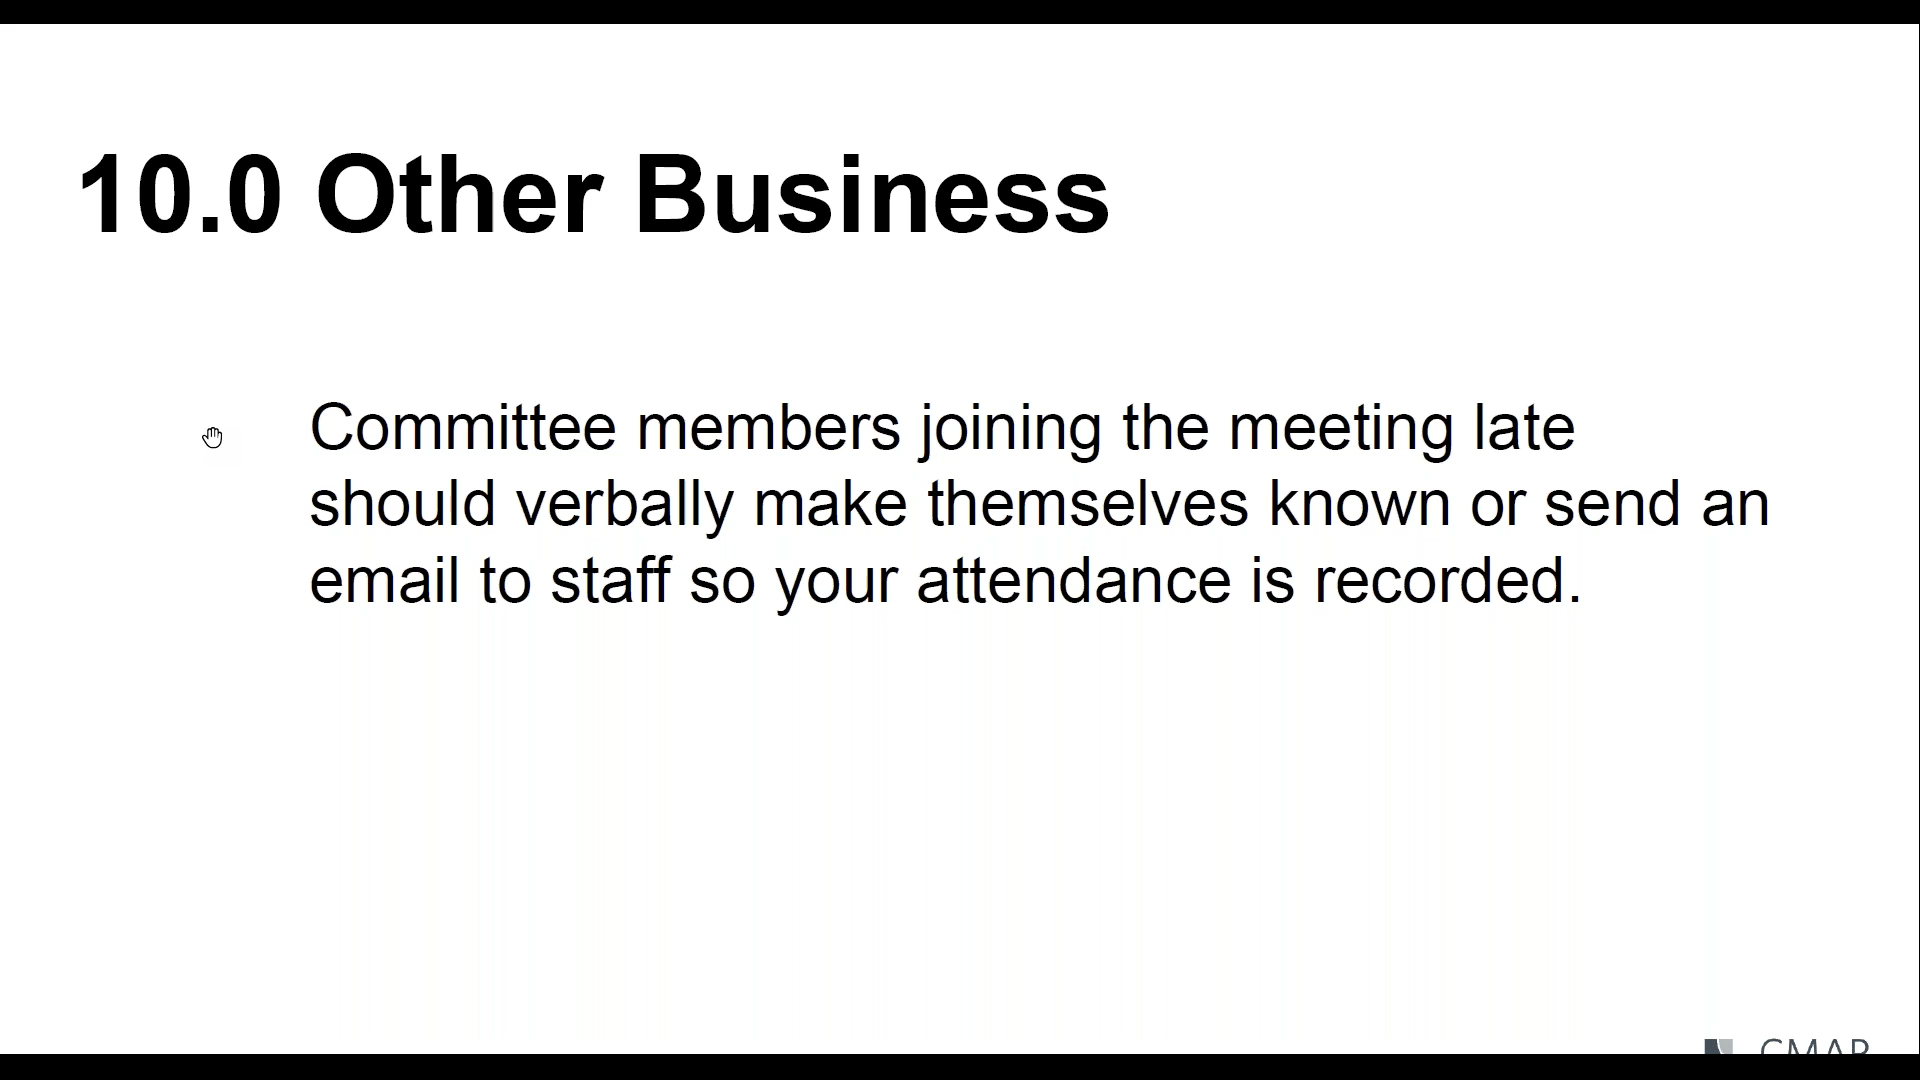 10.0 Other Business
Committee members joining the meeting late
should verbally make themselves known or send an
email to staff so your attendance is recorded.
CMAP